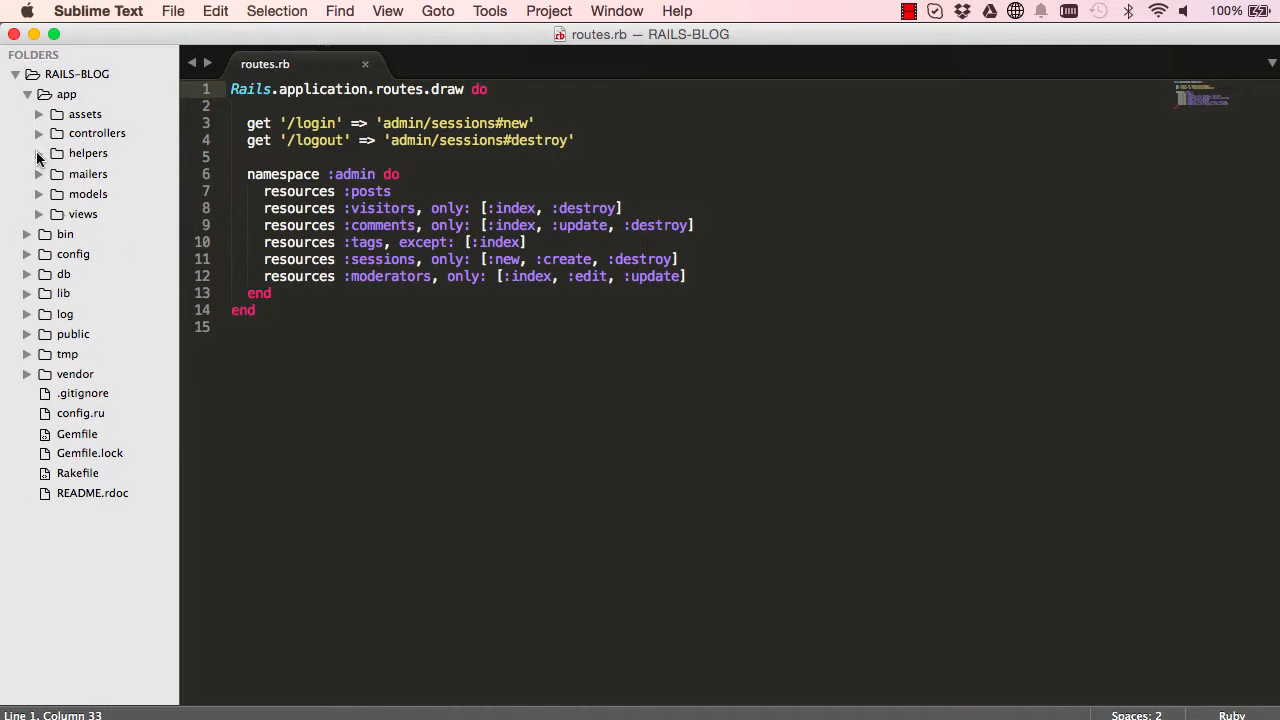 Sublime Text File Edit Selection Find View Goto Tools Project Window Help 100%
routes.rb — RAILS-BLOG
FOLDERS
RAILS-BLOG
app
assets
controllers
helpers
mailers
models
views
bin
config
db
lib
log
public
tmp
vendor
.gitignore
config.ru
Gemfile
Gemfile.lock
Rakefile
README.rdoc
routes.rb ×
1 Rails.application.routes.draw do
2
3 get '/login' => 'admin/sessions#new'
4 get '/logout' => 'admin/sessions#destroy'
5
6 namespace :admin do
7 resources :posts
8 resources :visitors, only: [:index, :destroy]
9 resources :comments, only: [:index, :update, :destroy]
10 resources :tags, except: [:index]
11 resources :sessions, only: [:new, :create, :destroy]
12 resources :moderators, only: [:index, :edit, :update]
13 end
14 end
15
Line 1, Column 33 Spaces: 2 Ruby